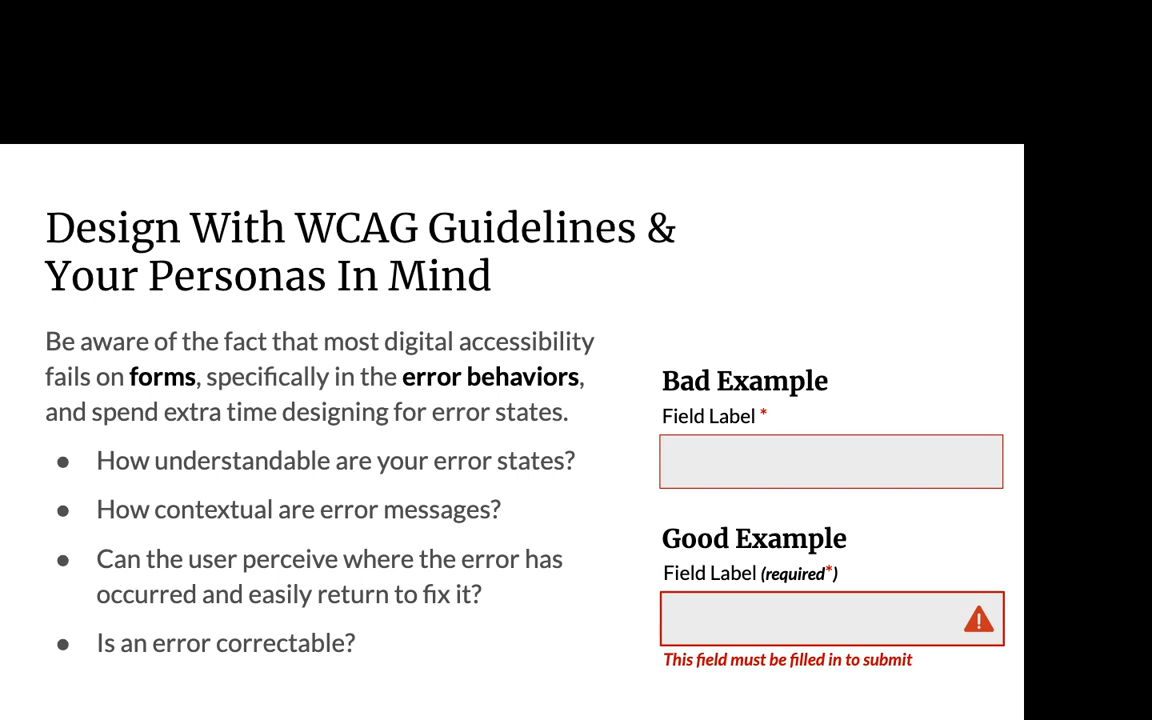 Design With WCAG Guidelines &
Your Personas In Mind
Be aware of the fact that most digital accessibility
fails on forms, specifically in the error behaviors,
and spend extra time designing for error states.
● How understandable are your error states?
● How contextual are error messages?
● Can the user perceive where the error has
occurred and easily return to fix it?
● Is an error correctable?
Bad Example
Field Label *
Good Example
Field Label (required*)
This field must be filled in to submit